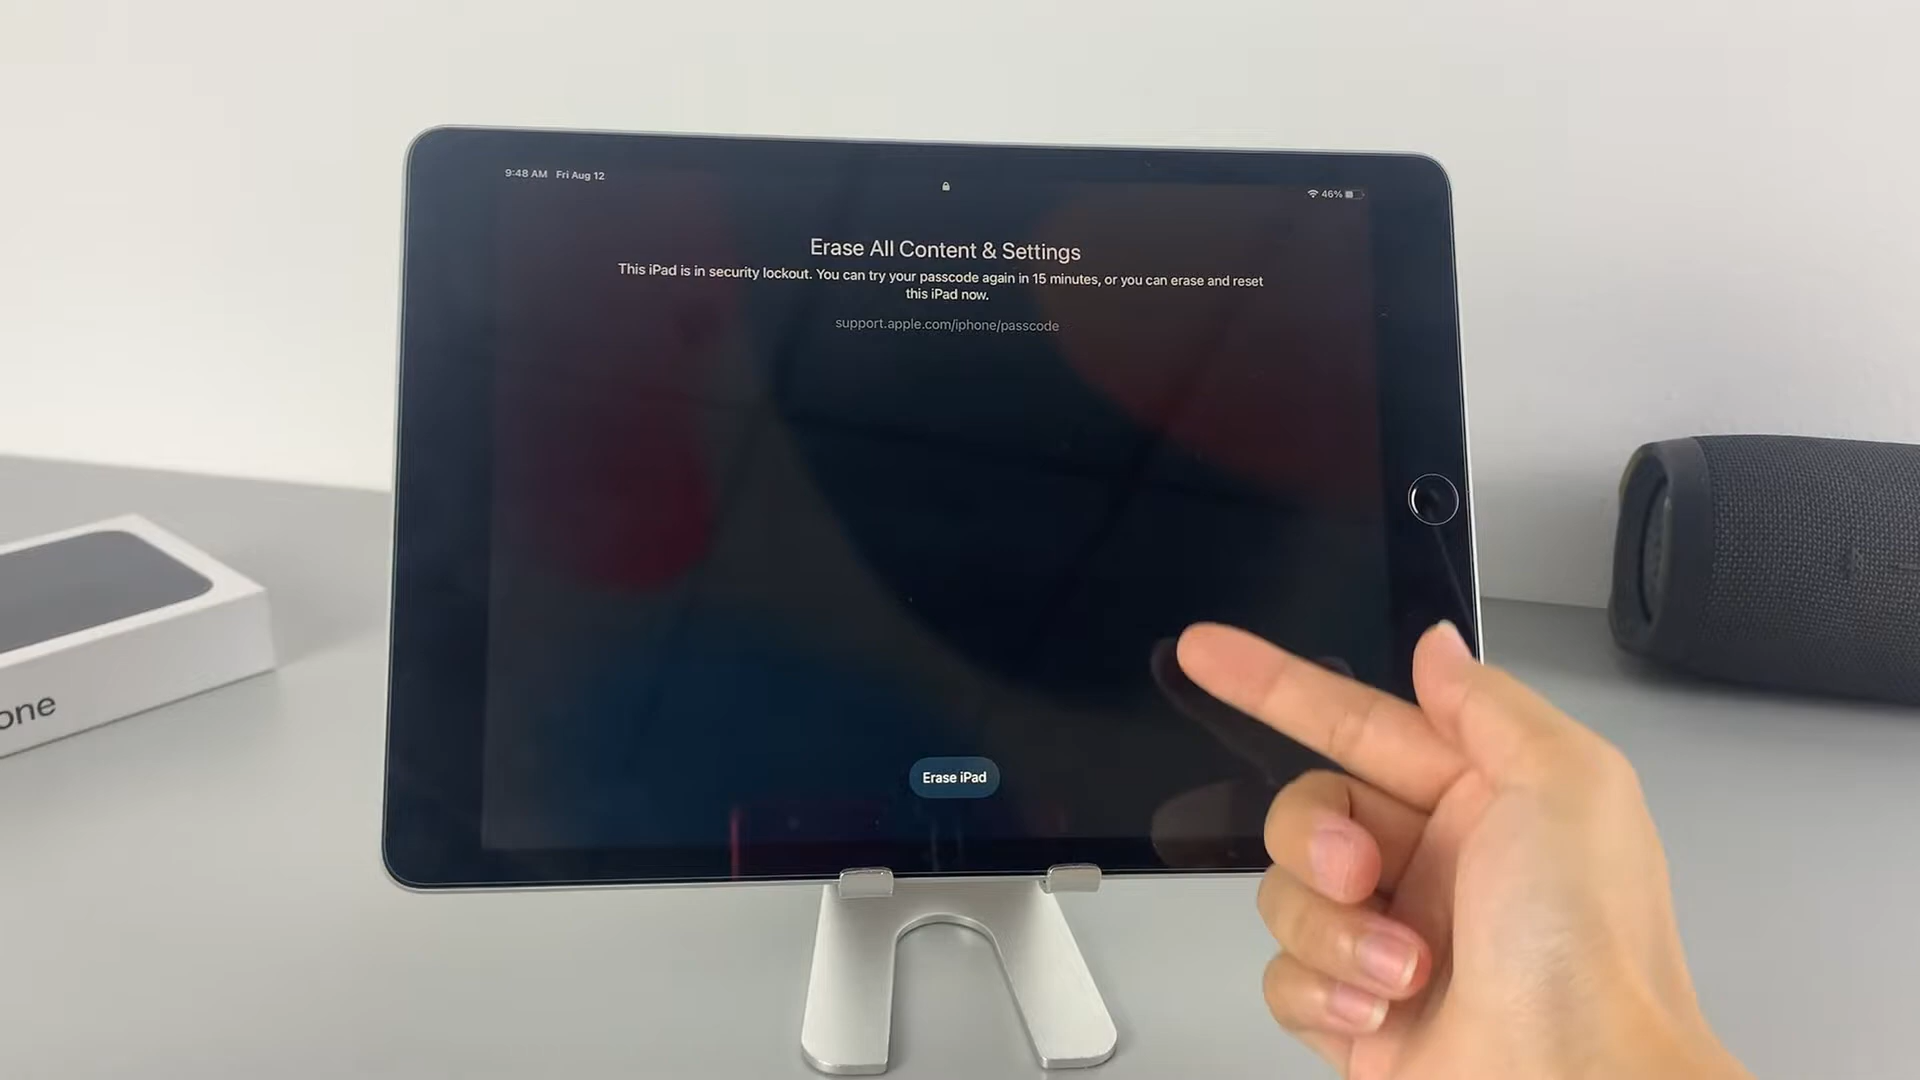 9:48 AM Fri Aug 12
46%
Erase All Content & Settings
This iPad is in security lockout. You can try your passcode again in 15 minutes, or you can erase and reset
this iPad now.
support.apple.com/iphone/passcode
Erase iPad
one